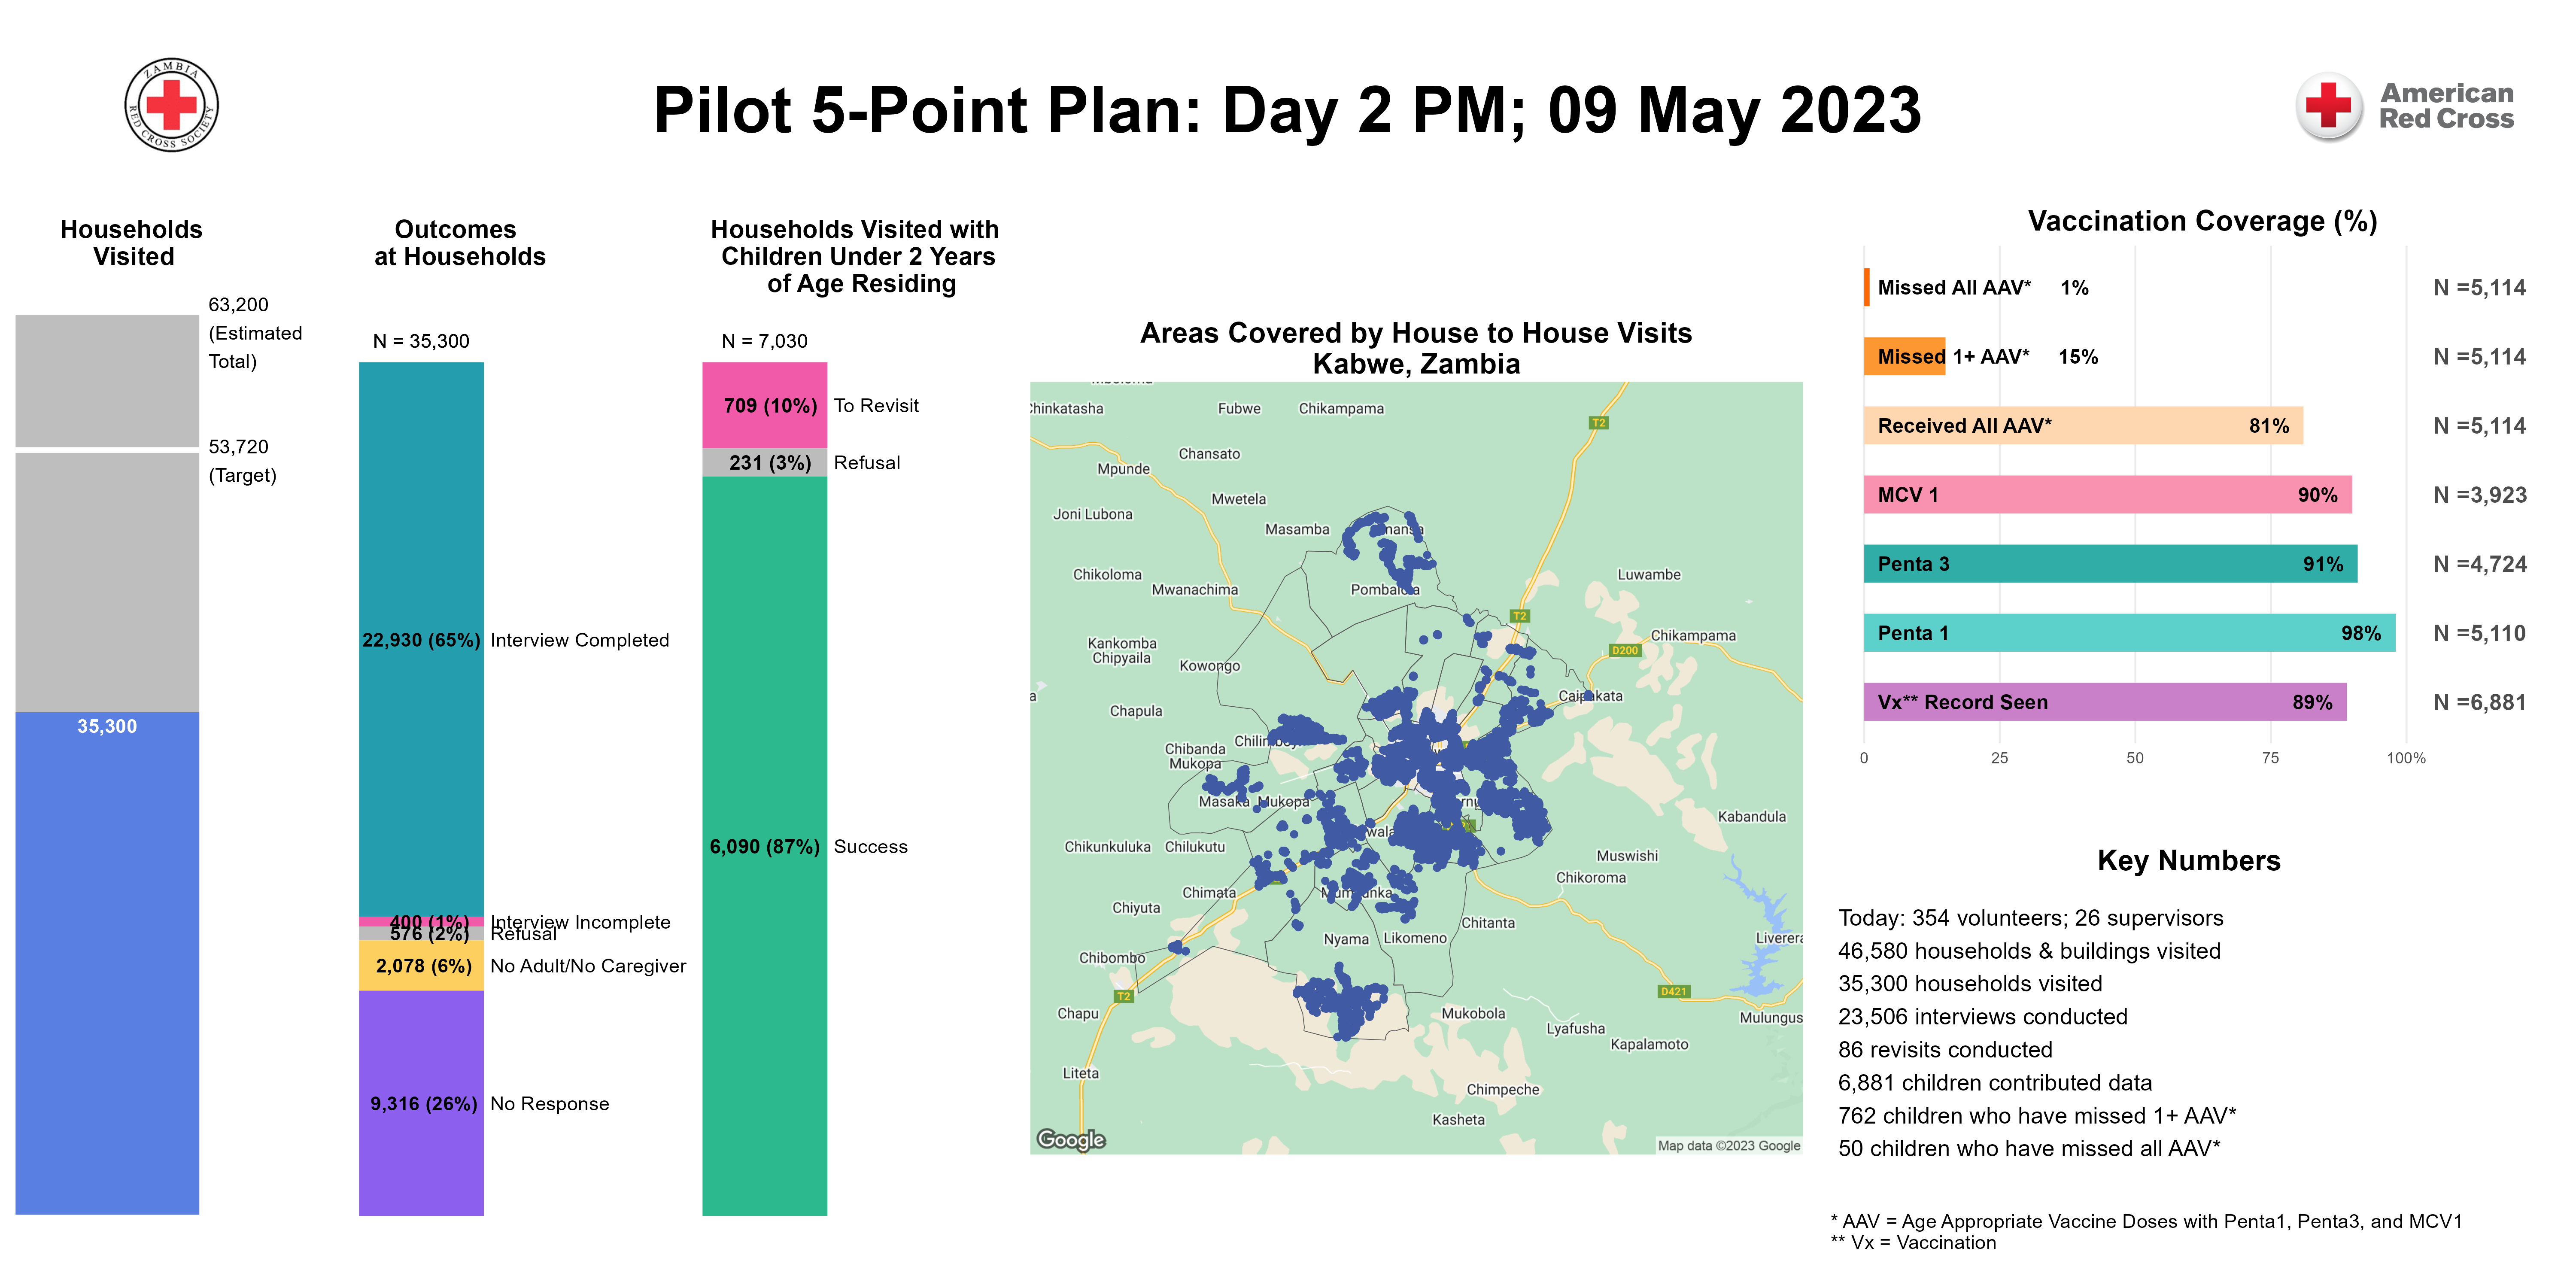 ZAMBIA
RED CROSS SOCIETY
Pilot 5-Point Plan: Day 2 PM; 09 May 2023
American
Red Cross
Households
Visited
63,200
(Estimated
Total)
53,720
(Target)
35,300
Outcomes
at Households
N = 35,300
22,930 (65%) Interview Completed
400 (1%) Interview Incomplete
576 (2%) Refusal
2,078 (6%) No Adult/No Caregiver
9,316 (26%) No Response
Households Visited with
Children Under 2 Years
of Age Residing
N = 7,030
709 (10%) To Revisit
231 (3%) Refusal
6,090 (87%) Success
Areas Covered by House to House Visits
Kabwe, Zambia
Chinkatasha
Fubwe
Chikampama
T2
Chansato
Mpunde
Mwetela
Joni Lubona
Masamba
Chikoloma
Mwanachima
Luwambe
T2
Chikampama
D200
Kankomba
Chipyaila
Kowongo
Chapula
Chibanda
Mukopa
Masaka
Mukopa
Kabandula
Chikunkuluka
Chilukutu
Muswishi
Chikoroma
Chimata
Chiyuta
Chitanta
Nyama
Likomeno
Chibombo
T2
D421
Chapu
Mukobola
Lyafusha
Kapalamoto
Mulungus
Liteta
Chimpeche
Kasheta
Google
Map data ©2023 Google
Vaccination Coverage (%)
Missed All AAV* 1% N =5,114
Missed 1+ AAV* 15% N =5,114
Received All AAV* 81% N =5,114
MCV 1 90% N =3,923
Penta 3 91% N =4,724
Penta 1 98% N =5,110
Vx** Record Seen 89% N =6,881
0 25 50 75 100%
Key Numbers
Today: 354 volunteers; 26 supervisors
46,580 households & buildings visited
35,300 households visited
23,506 interviews conducted
86 revisits conducted
6,881 children contributed data
762 children who have missed 1+ AAV*
50 children who have missed all AAV*
* AAV = Age Appropriate Vaccine Doses with Penta1, Penta3, and MCV1
** Vx = Vaccination